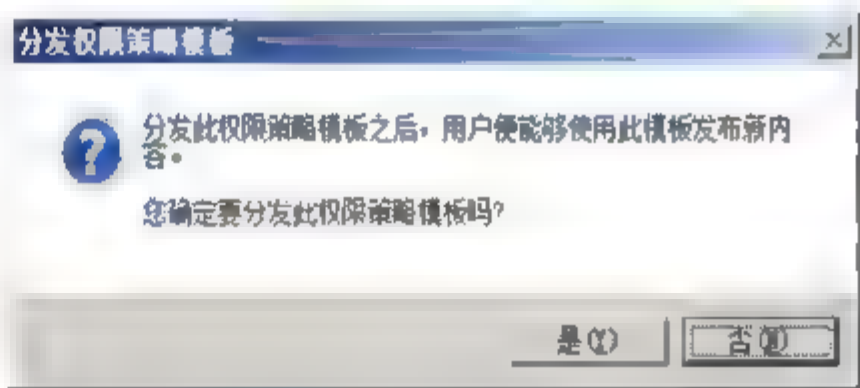 分发权限策略模板
分发此权限策略模板之后，用户便能够使用此模板发布新内
容。
您确定要分发此权限策略模板吗?
是(Y)
否(N)